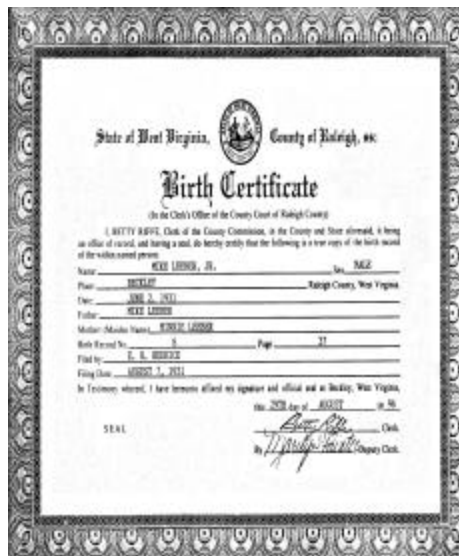 State of West Virginia, County of Raleigh, ss:
Birth Certificate
(In the Clerk's Office of the County Court of Raleigh County)
I, BETTY RIFFE, Clerk of the County Commission, in the County and State aforesaid, it being
an office of record, and having a seal, do hereby certify that the following is a true copy of the birth record
of the within named person:
Name MIKE JR. Sex MALE
Place BECKLEY Raleigh County, West Virginia
Date JUNE 2, 1931
Father MIKE
Mother (Maiden Name) MINNIE
Birth Record No. 8 Page 37
Filed by
Filing Date AUGUST 7, 1931
In Testimony whereof, I have hereunto affixed my signature and official seal at Beckley, West Virginia,
this 29TH day of AUGUST 19 96
SEAL
Clerk.
By Deputy Clerk.